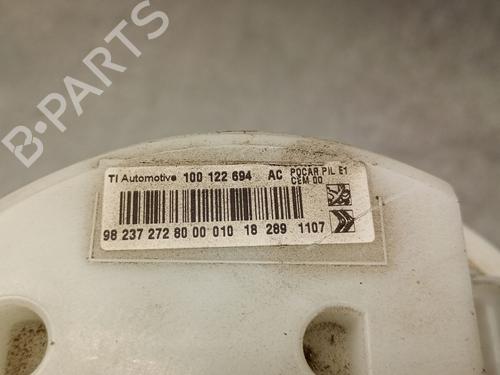 TI Automotive 100 122 694 AC POCAR PIL E1
CEM 00
98 237 272 80 00 010 18 289 1107
B-PARTS